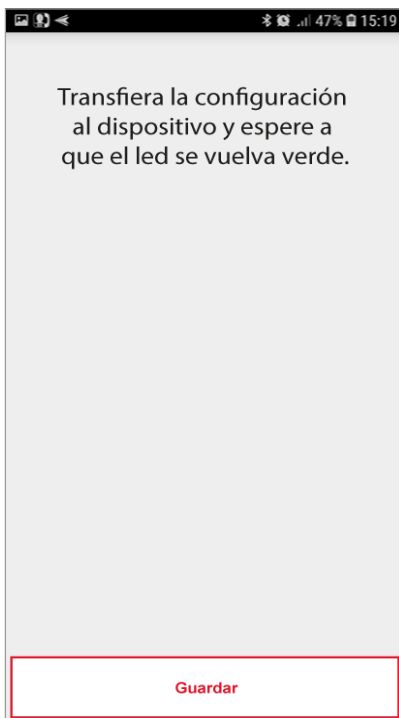 47% 15:19
Transfiera la configuración
al dispositivo y espere a
que el led se vuelva verde.
Guardar